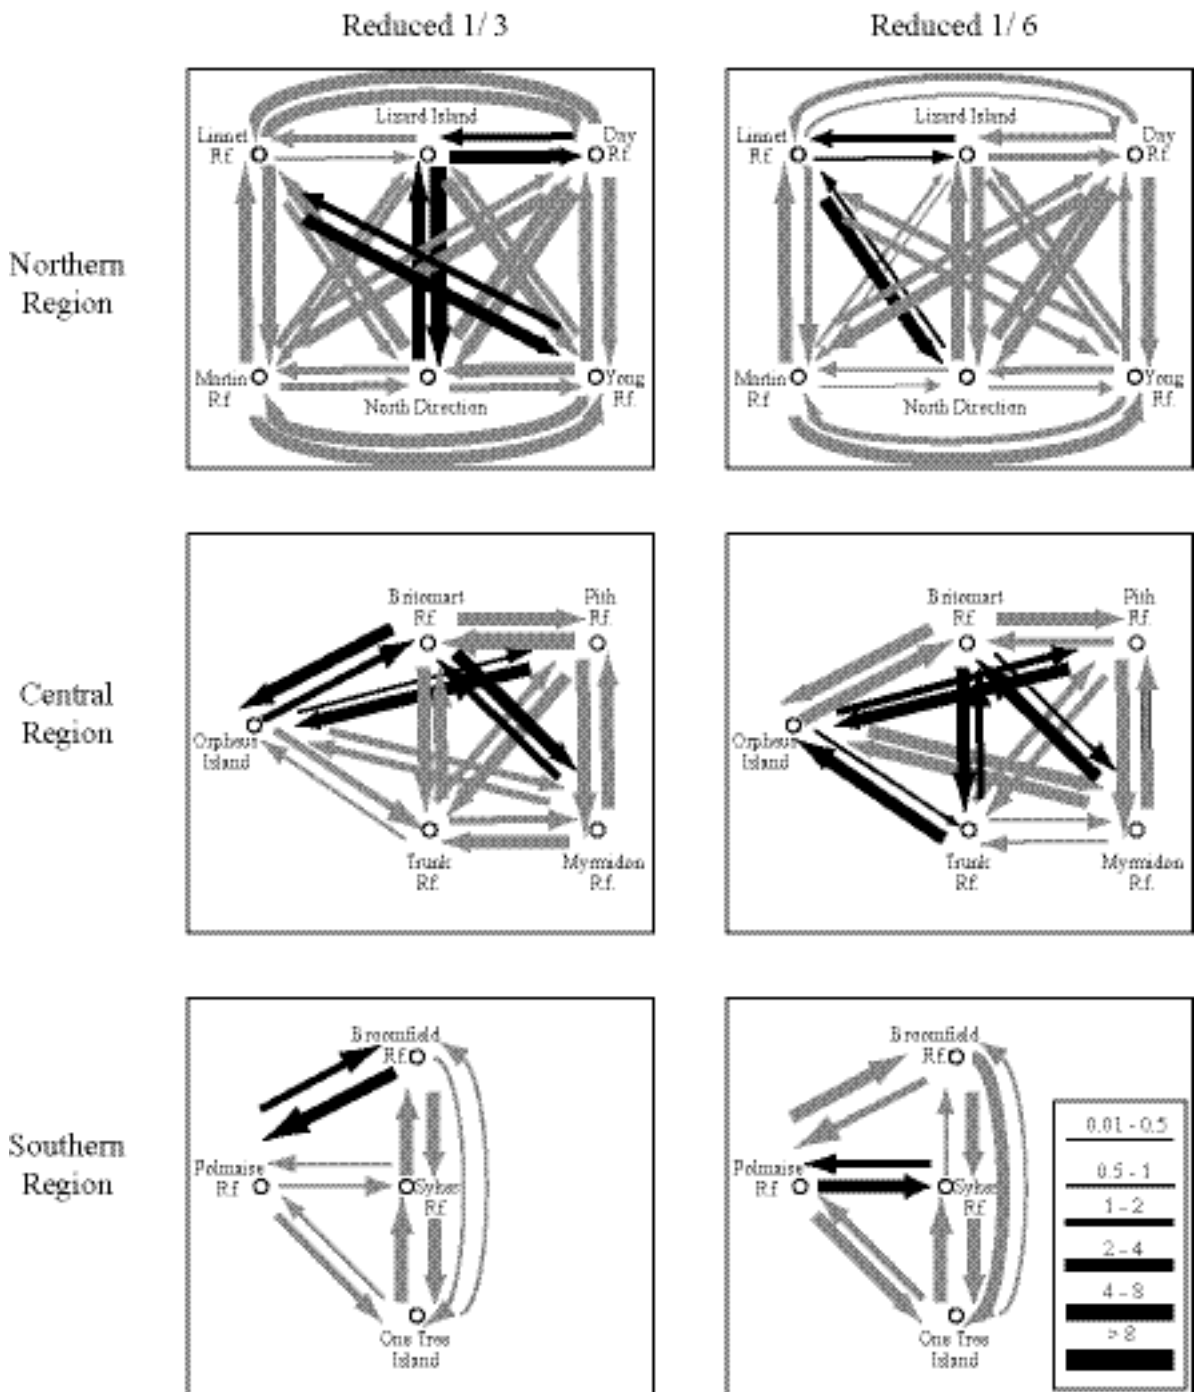 Reduced 1/3
Reduced 1/6
Northern
Region
Lizard Island
Linnet
Rf.
Day
Rf.
Martin
Rf
North Direction
Yong
Rf.
Lizard Island
Linnet
Rf.
Day
Rf.
Martin
Rf
North Direction
Yong
Rf.
Central
Region
Britomart
Rf.
Pith
Rf.
Orpheus
Island
Trunk
Rf.
Myrmidon
Rf.
Britomart
Rf.
Pith
Rf.
Orpheus
Island
Trunk
Rf.
Myrmidon
Rf.
Southern
Region
Broomfield
Rf.
Polmaise
Rf
Sykes
Rf.
One Tree
Island
Broomfield
Rf.
Polmaise
Rf
Sykes
Rf.
One Tree
Island
0.01 - 0.5
0.5 - 1
1 - 2
2 - 4
4 - 8
> 8